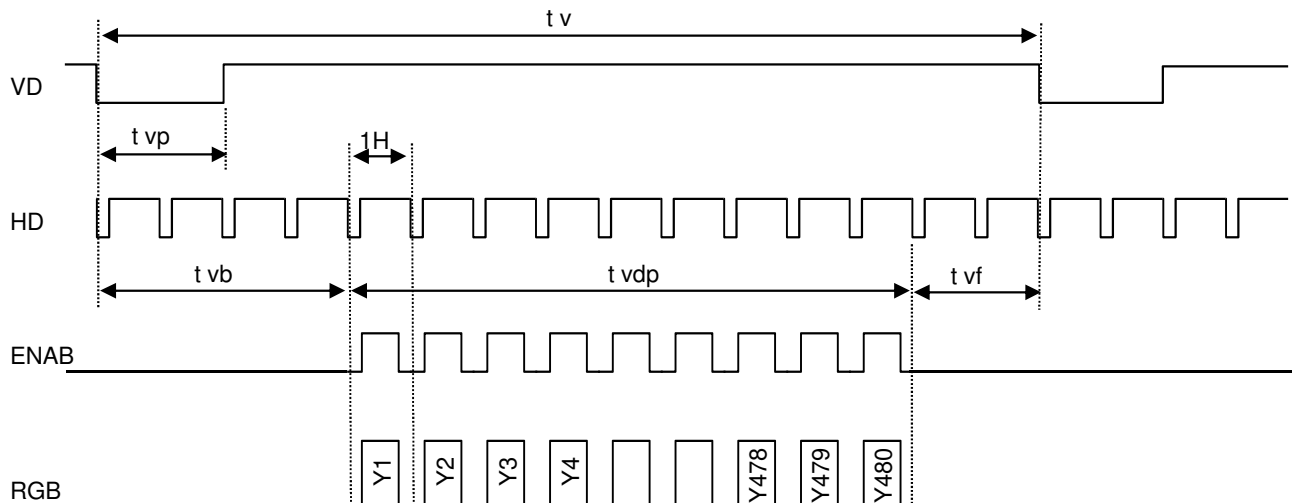 t v
VD
t vp
1H
HD
t vb
t vdp
t vf
ENAB
RGB
Y1
Y2
Y3
Y4
Y478
Y479
Y480